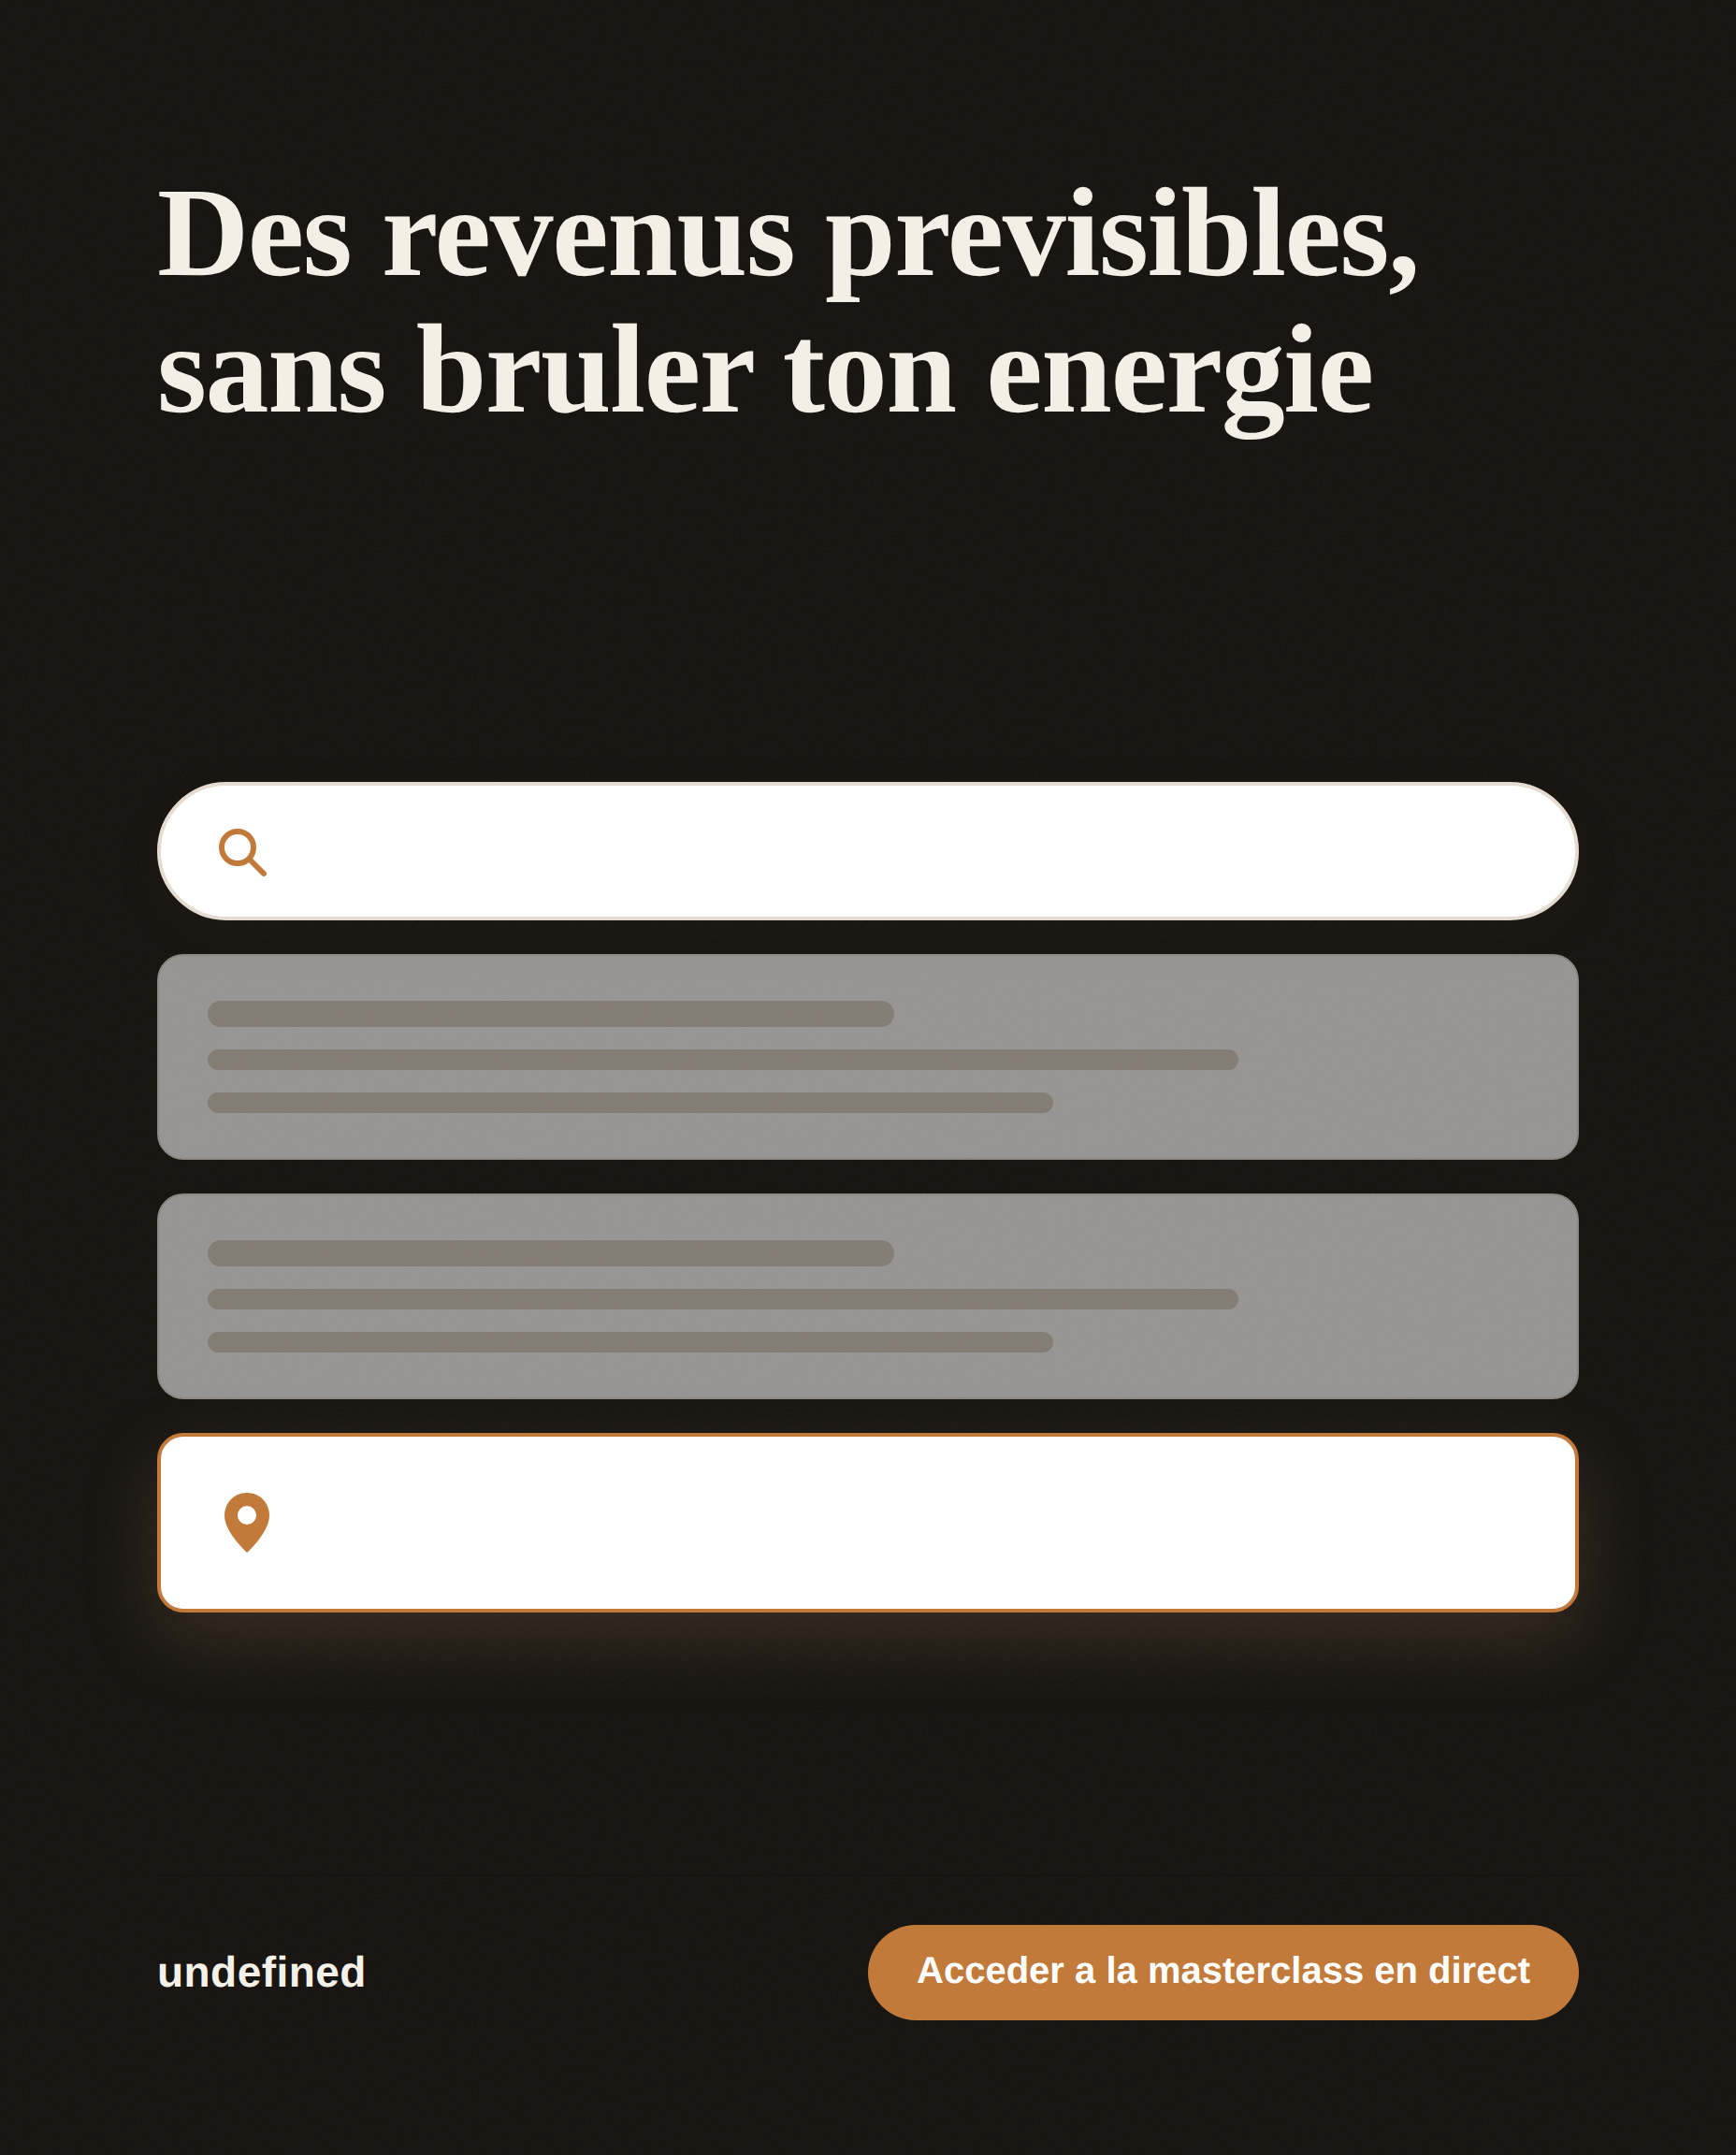 Des revenus previsibles,
sans bruler ton energie
undefined
Acceder a la masterclass en direct